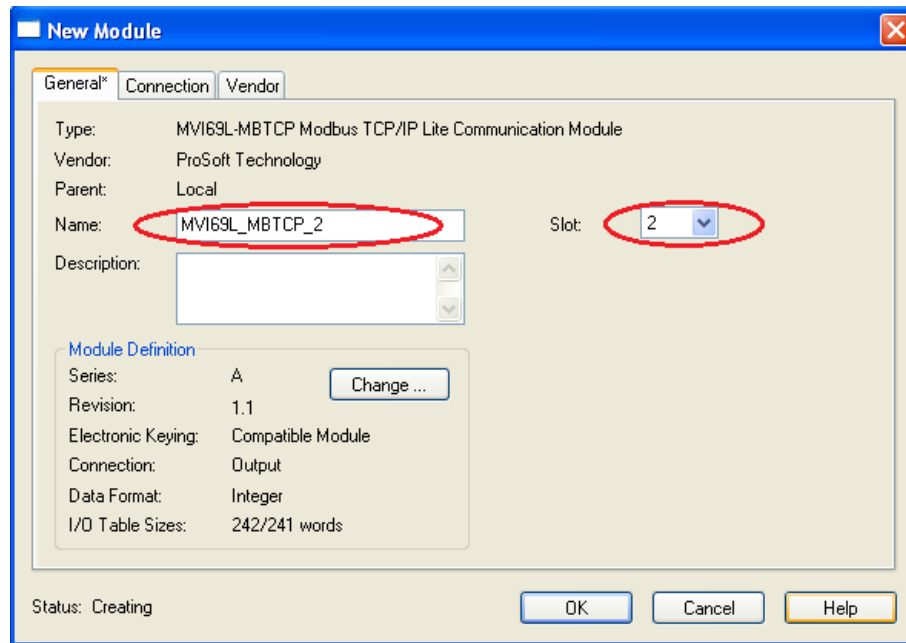 New Module
General* Connection Vendor
Type: MVI69L-MBTCP Modbus TCP/IP Lite Communication Module
Vendor: ProSoft Technology
Parent: Local
Name: MVI69L_MBTCP_2 Slot: 2
Description:
Module Definition
Series: A Change ...
Revision: 1.1
Electronic Keying: Compatible Module
Connection: Output
Data Format: Integer
I/O Table Sizes: 242/241 words
Status: Creating OK Cancel Help